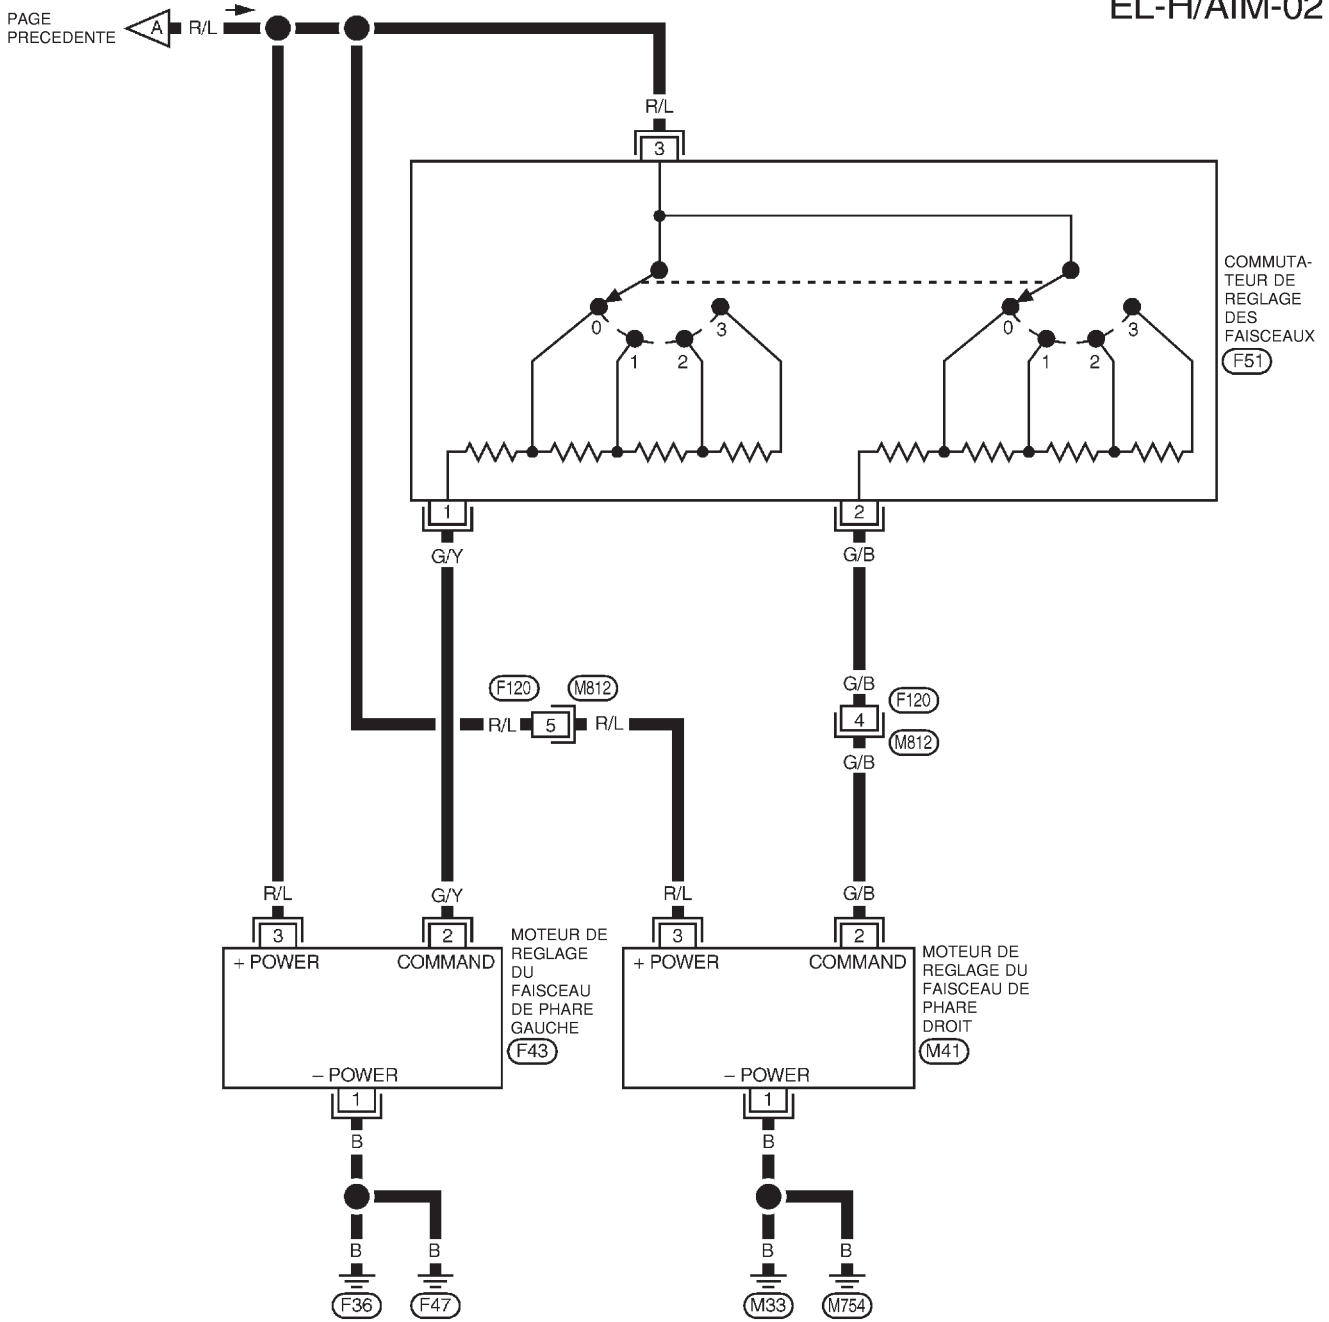 EL-H/AIM-02
PAGE
PRECEDENTE
A
R/L
R/L
3
COMMUTA-
TEUR DE
REGLAGE
DES
FAISCEAUX
F51
0
1
2
3
0
1
2
3
1
2
G/Y
G/B
F120
M812
R/L
5
R/L
G/B
4
F120
M812
G/B
R/L
G/Y
R/L
G/B
3
2
3
2
+ POWER
COMMAND
MOTEUR DE
REGLAGE
DU
FAISCEAU
DE PHARE
GAUCHE
F43
+ POWER
COMMAND
MOTEUR DE
REGLAGE DU
FAISCEAU DE
PHARE
DROIT
M41
– POWER
– POWER
1
1
B
B
B
B
B
B
F36
F47
M33
M754